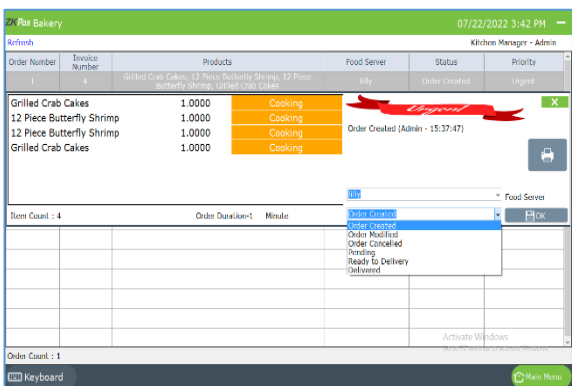 ZKPos Bakery 07/22/2022 3:42 PM
Refresh Kitchen Manager - Admin
Order Number Invoice Number Products Food Server Status Priority
1 4 Grilled Crab Cakes, 12 Piece Butterfly Shrimp, 12 Piece Butterfly Shrimp, Grilled Crab Cakes lilly Order Created Urgent
Grilled Crab Cakes 1.0000 Cooking
12 Piece Butterfly Shrimp 1.0000 Cooking
12 Piece Butterfly Shrimp 1.0000 Cooking
Grilled Crab Cakes 1.0000 Cooking
Urgent X
Order Created (Admin - 15:37:47)
lilly Food Server
Item Count : 4 Order Duration-1 Minute Order Created OK
Order Created
Order Modified
Order Cancelled
Pending
Ready to Delivery
Delivered
Activate Windows
Order Count : 1
Keyboard Main Menu